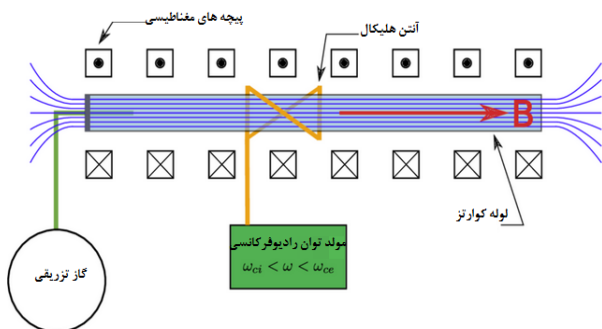 پیچه های مغناطیسی
آنتن هلیکال
B
لوله کوارتز
مولد توان رادیوفرکانسی
ω_ci < ω < ω_ce
گاز تزریقی